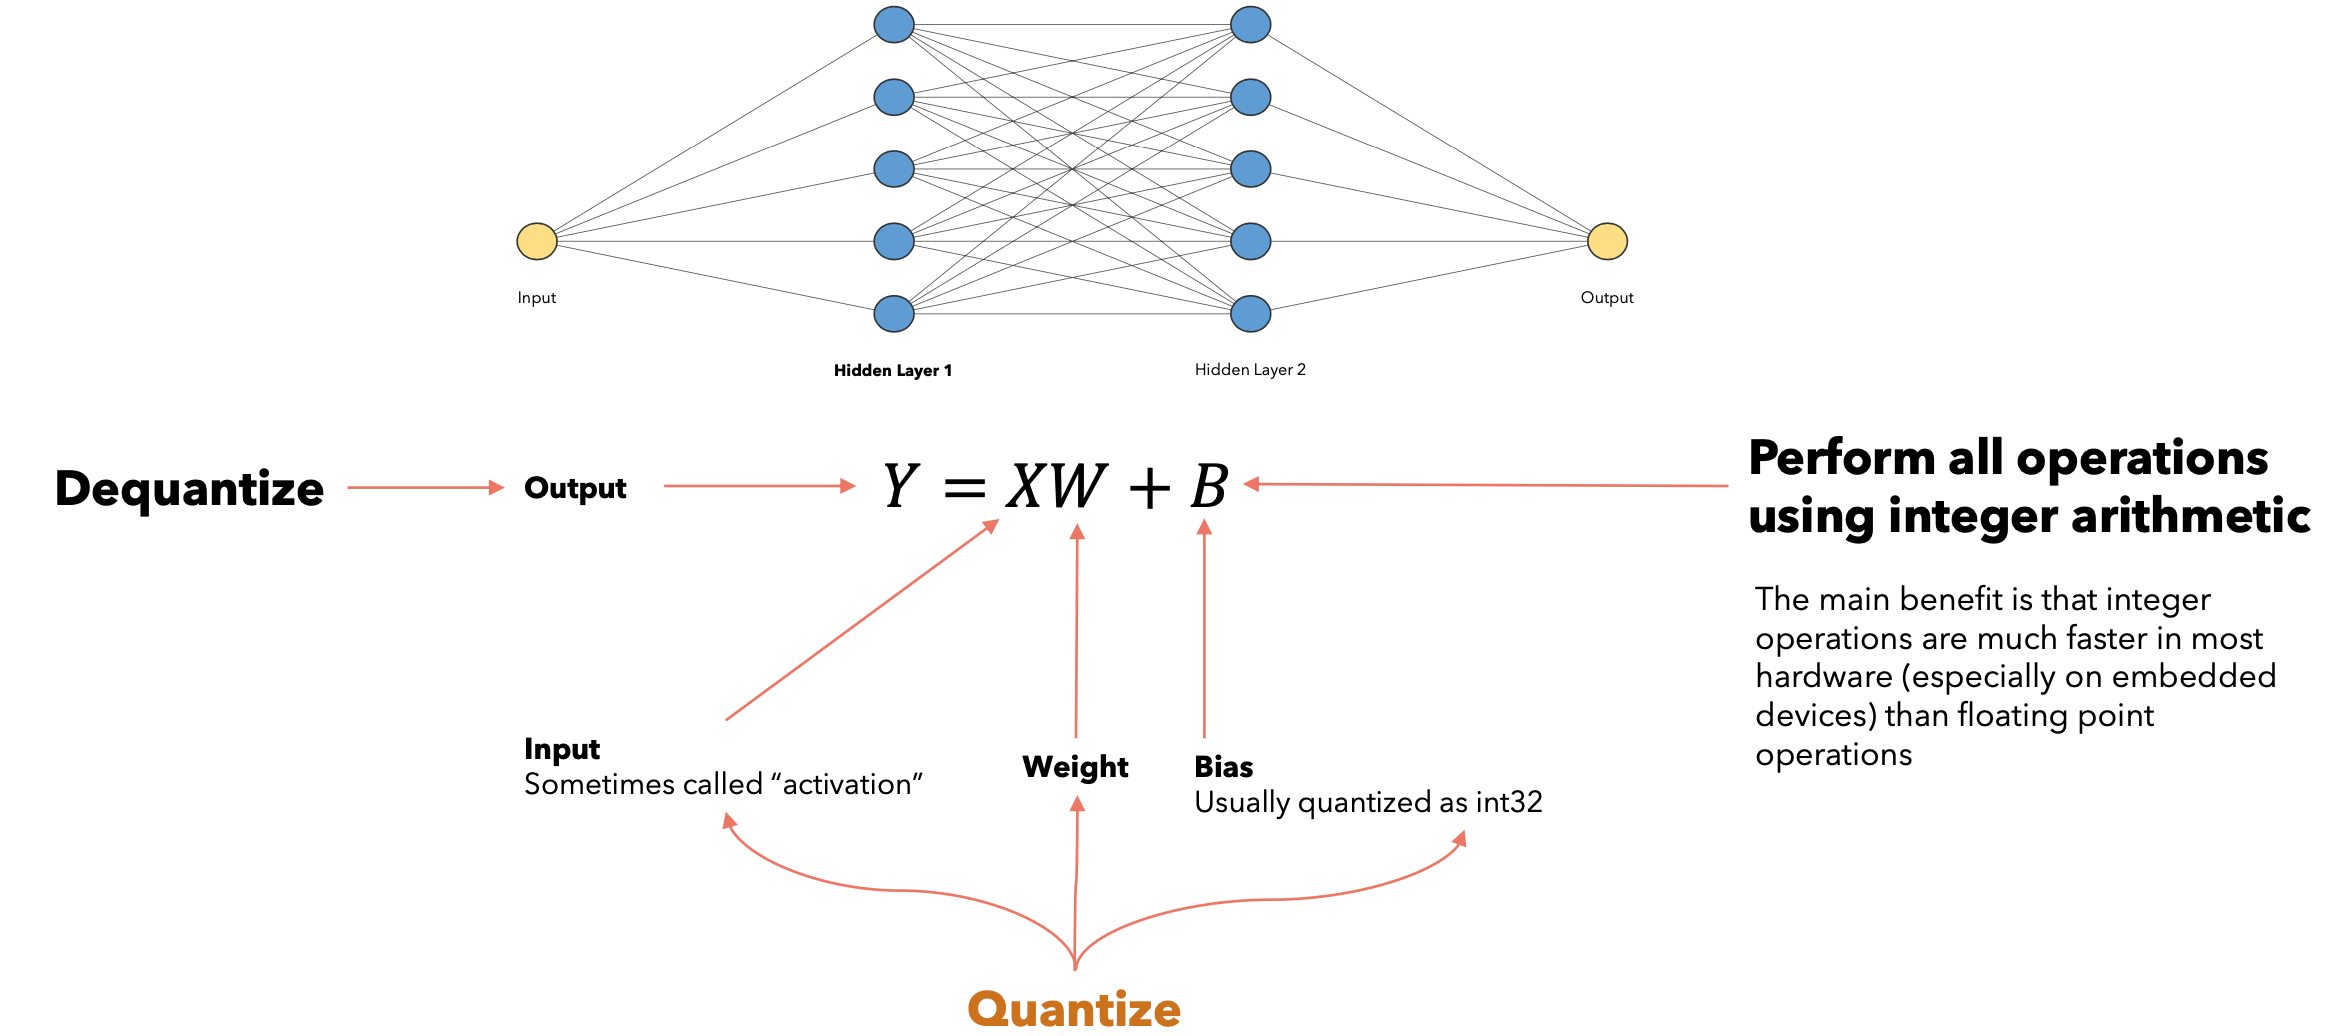 Input
Output
Hidden Layer 1
Hidden Layer 2
Dequantize
Output
Y = XW + B
Perform all operations
using integer arithmetic
The main benefit is that integer
operations are much faster in most
hardware (especially on embedded
devices) than floating point
operations
Input
Sometimes called “activation”
Weight
Bias
Usually quantized as int32
Quantize